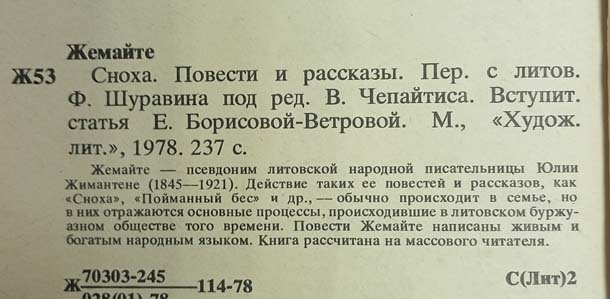 Жемайте
Ж53 Сноха. Повести и рассказы. Пер. с литов.
Ф. Шуравина под ред. В. Чепайтиса. Вступит.
статья Е. Борисовой-Ветровой. М., «Худож.
лит.», 1978. 237 с.
Жемайте — псевдоним литовской народной писательницы Юлии
Жимантене (1845—1921). Действие таких ее повестей и рассказов, как
«Сноха», «Пойманный бес» и др., — обычно происходит в семье, но
в них отражаются основные процессы, происходившие в литовском буржу-
азном обществе того времени. Повести Жемайте написаны живым и
богатым народным языком. Книга рассчитана на массового читателя.
70303-245
Ж ———— 114-78 С(Лит)2
028(01)-78